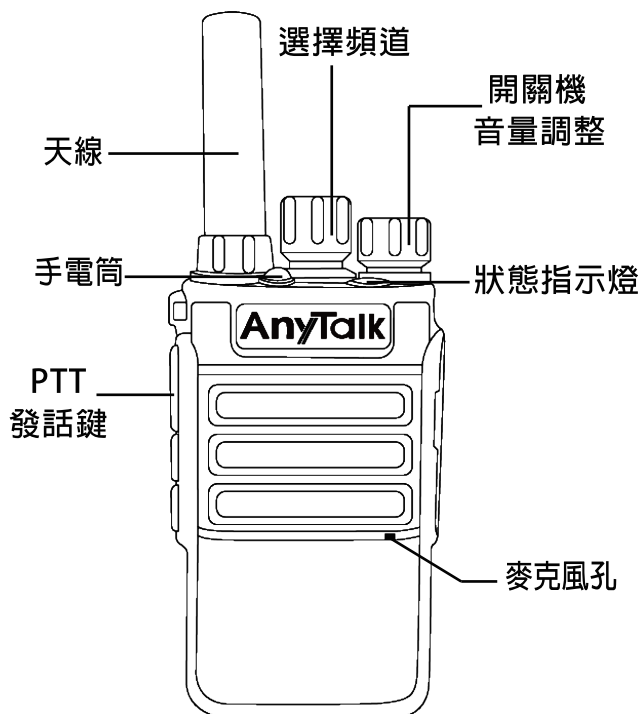 選擇頻道
開關機
音量調整
天線
手電筒
狀態指示燈
AnyTalk
PTT
發話鍵
麥克風孔